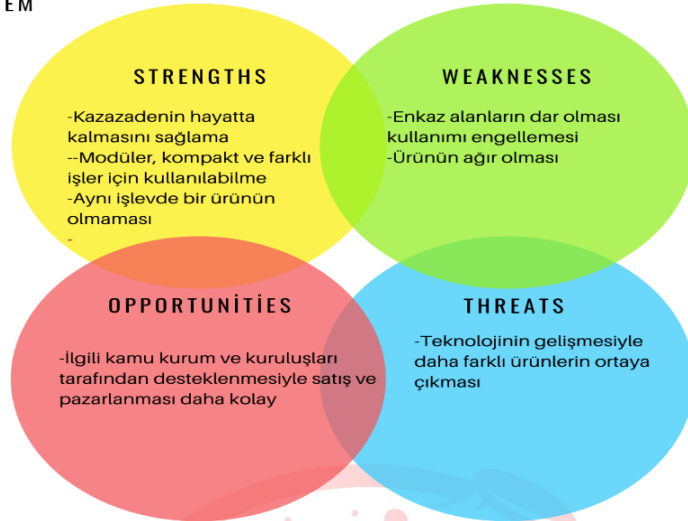 EM
STRENGTHS
-Kazazadenin hayatta
kalmasını sağlama
--Modüler, kompakt ve farklı
işler için kullanılabilme
-Aynı işlevde bir ürünün
olmaması
-
WEAKNESSES
-Enkaz alanların dar olması
kullanımı engellemesi
-Ürünün ağır olması
OPPORTUNİTİES
-İlgili kamu kurum ve kuruluşları
tarafından desteklenmesiyle satış ve
pazarlanması daha kolay
THREATS
-Teknolojinin gelişmesiyle
daha farklı ürünlerin ortaya
çıkması